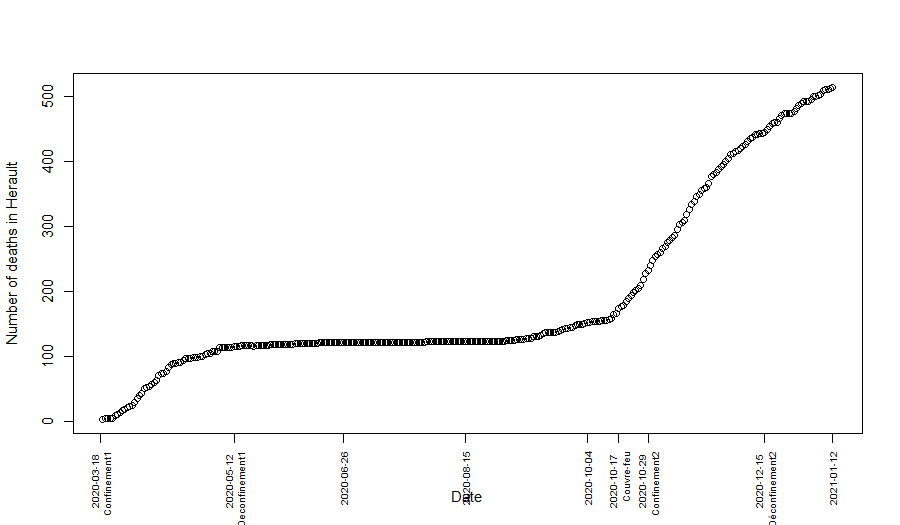 Number of deaths in Herault
500
400
300
200
100
0
2020-03-18
Confinement1
2020-05-12
Deconfinement1
2020-06-26
2020-08-15
2020-10-04
2020-10-17
Couvre-feu
2020-10-29
Confinement2
2020-12-15
Déconfinement2
2021-01-12
Date